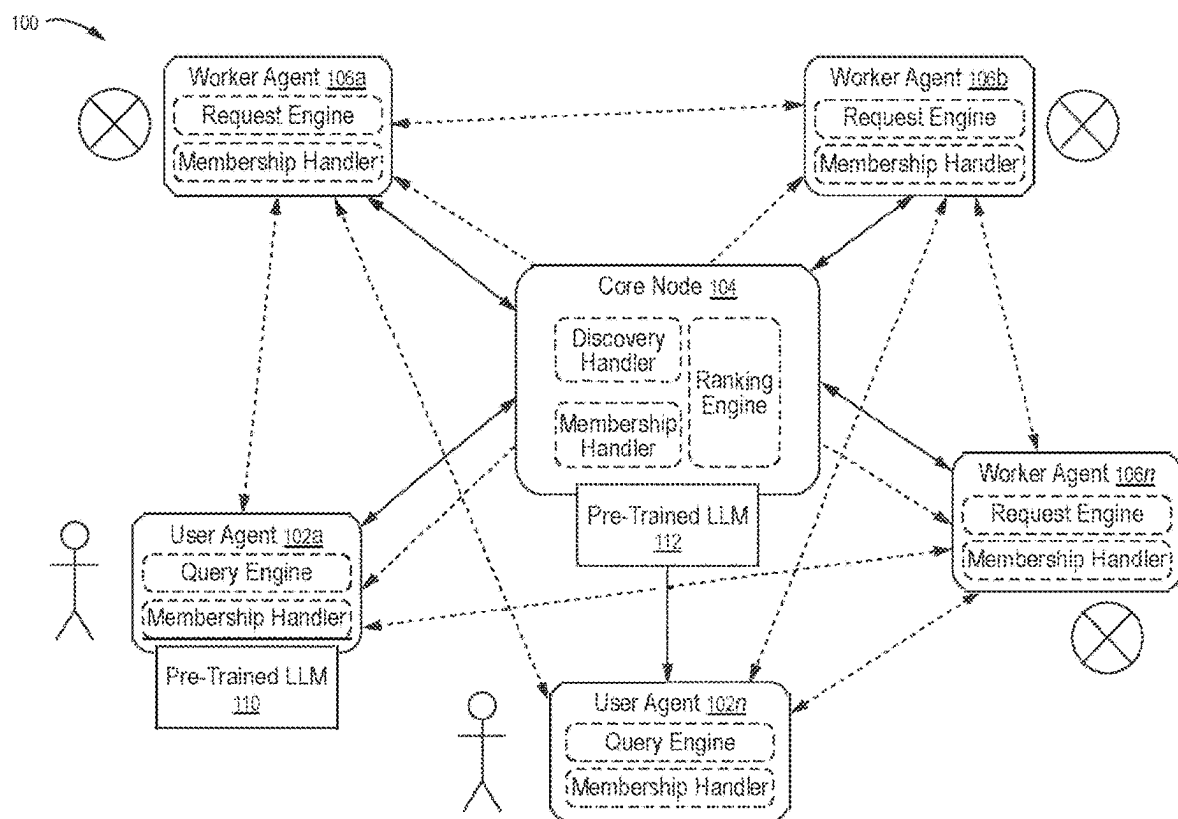 100
Worker Agent 106a
Request Engine
Membership Handler
Worker Agent 106b
Request Engine
Membership Handler
Core Node 104
Discovery
Handler
Membership
Handler
Ranking
Engine
Pre-Trained LLM
112
Worker Agent 106n
Request Engine
Membership Handler
User Agent 102a
Query Engine
Membership Handler
Pre-Trained LLM
110
User Agent 102n
Query Engine
Membership Handler